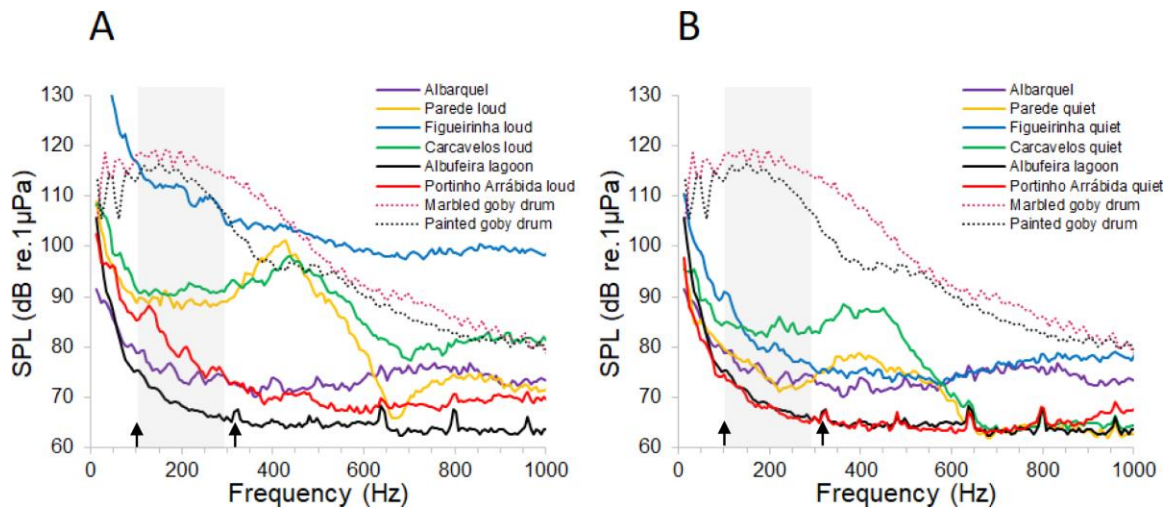 A
SPL (dB re.1μPa)
130
120
110
100
90
80
70
60
0
200
400
600
800
1000
Frequency (Hz)
Albarquel
Parede loud
Figueirinha loud
Carcavelos loud
Albufeira lagoon
Portinho Arrábida loud
Marbled goby drum
Painted goby drum
B
SPL (dB re.1μPa)
130
120
110
100
90
80
70
60
0
200
400
600
800
1000
Frequency (Hz)
Albarquel
Parede quiet
Figueirinha quiet
Carcavelos quiet
Albufeira lagoon
Portinho Arrábida quiet
Marbled goby drum
Painted goby drum